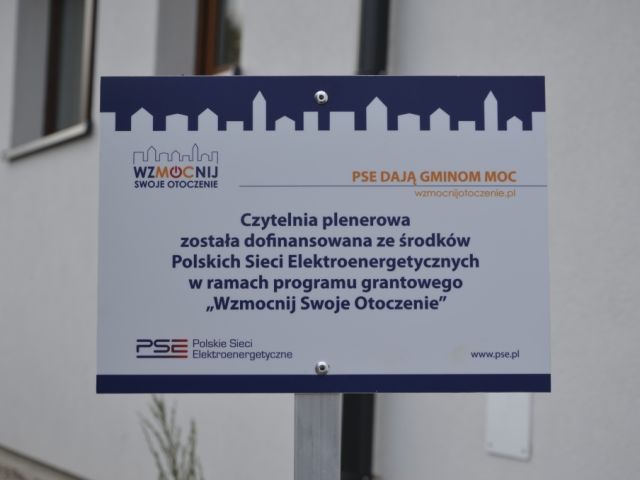 WZMOCNIJ
SWOJE OTOCZENIE
PSE DAJĄ GMINOM MOC
wzmocnijotoczenie.pl
Czytelnia plenerowa
została dofinansowana ze środków
Polskich Sieci Elektroenergetycznych
w ramach programu grantowego
„Wzmocnij Swoje Otoczenie”
PSE Polskie Sieci
Elektroenergetyczne
www.pse.pl